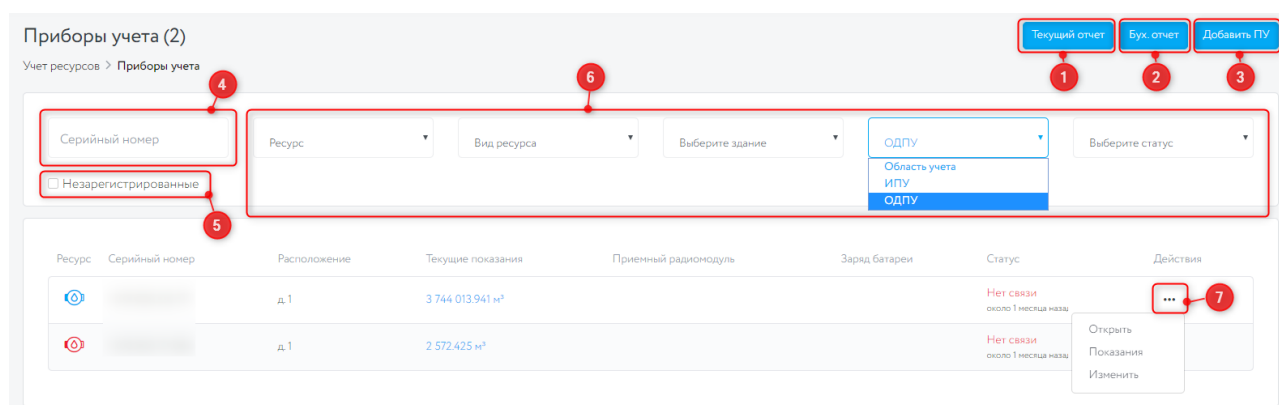 Приборы учета (2)
Текущий отчет
Бух. отчет
Добавить ПУ
Учет ресурсов > Приборы учета
1
2
3
4
6
Серийный номер
Ресурс
Вид ресурса
Выберите здание
ОДПУ
Выберите статус
Область учета
ИПУ
ОДПУ
Незарегистрированные
5
Ресурс Серийный номер Расположение Текущие показания Приемный радиомодуль Заряд батареи Статус Действия
д. 1 3 744 013.941 м³ Нет связи ••• 7
около 1 месяца назад
Открыть
д. 1 2 572.425 м³ Нет связи
Показания
около 1 месяца назад
Изменить